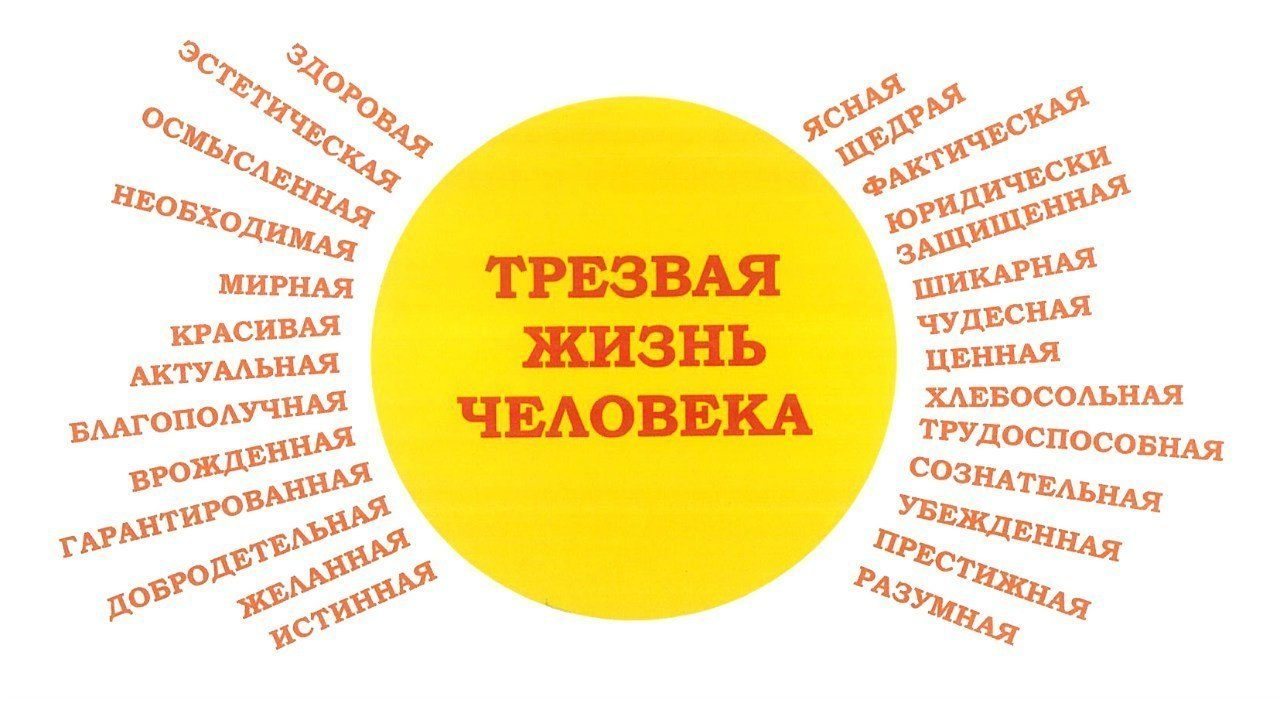 ЗДОРОВАЯ
ЭСТЕТИЧЕСКАЯ
ОСМЫСЛЕННАЯ
НЕОБХОДИМАЯ
МИРНАЯ
КРАСИВАЯ
АКТУАЛЬНАЯ
БЛАГОПОЛУЧНАЯ
ВРОЖДЕННАЯ
ГАРАНТИРОВАННАЯ
ДОБРОДЕТЕЛЬНАЯ
ЖЕЛАННАЯ
ИСТИННАЯ
ТРЕЗВАЯ
ЖИЗНЬ
ЧЕЛОВЕКА
ЯСНАЯ
ЩЕДРАЯ
ФАКТИЧЕСКАЯ
ЮРИДИЧЕСКИ
ЗАЩИЩЕННАЯ
ШИКАРНАЯ
ЧУДЕСНАЯ
ЦЕННАЯ
ХЛЕБОСОЛЬНАЯ
ТРУДОСПОСОБНАЯ
СОЗНАТЕЛЬНАЯ
УБЕЖДЕННАЯ
ПРЕСТИЖНАЯ
РАЗУМНАЯ